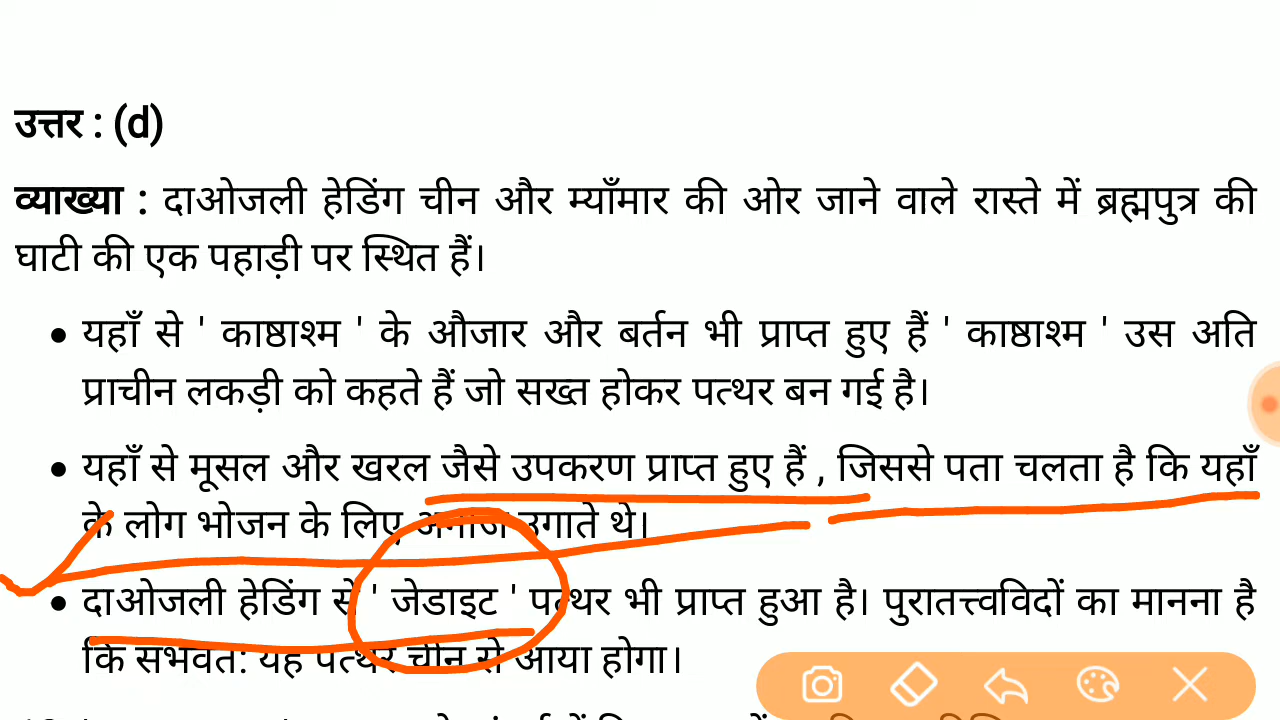 उत्तर : (d)
व्याख्या : दाओजली हेडिंग चीन और म्याँमार की ओर जाने वाले रास्ते में ब्रह्मपुत्र की
घाटी की एक पहाड़ी पर स्थित हैं।
• यहाँ से ' काष्ठाश्म ' के औजार और बर्तन भी प्राप्त हुए हैं ' काष्ठाश्म ' उस अति
प्राचीन लकड़ी को कहते हैं जो सख्त होकर पत्थर बन गई है।
• यहाँ से मूसल और खरल जैसे उपकरण प्राप्त हुए हैं , जिससे पता चलता है कि यहाँ
के लोग भोजन के लिए अनाज उगाते थे।
• दाओजली हेडिंग से ' जेडाइट ' पत्थर भी प्राप्त हुआ है। पुरातत्त्वविदों का मानना है
कि संभवत: यह पत्थर चीन से आया होगा।